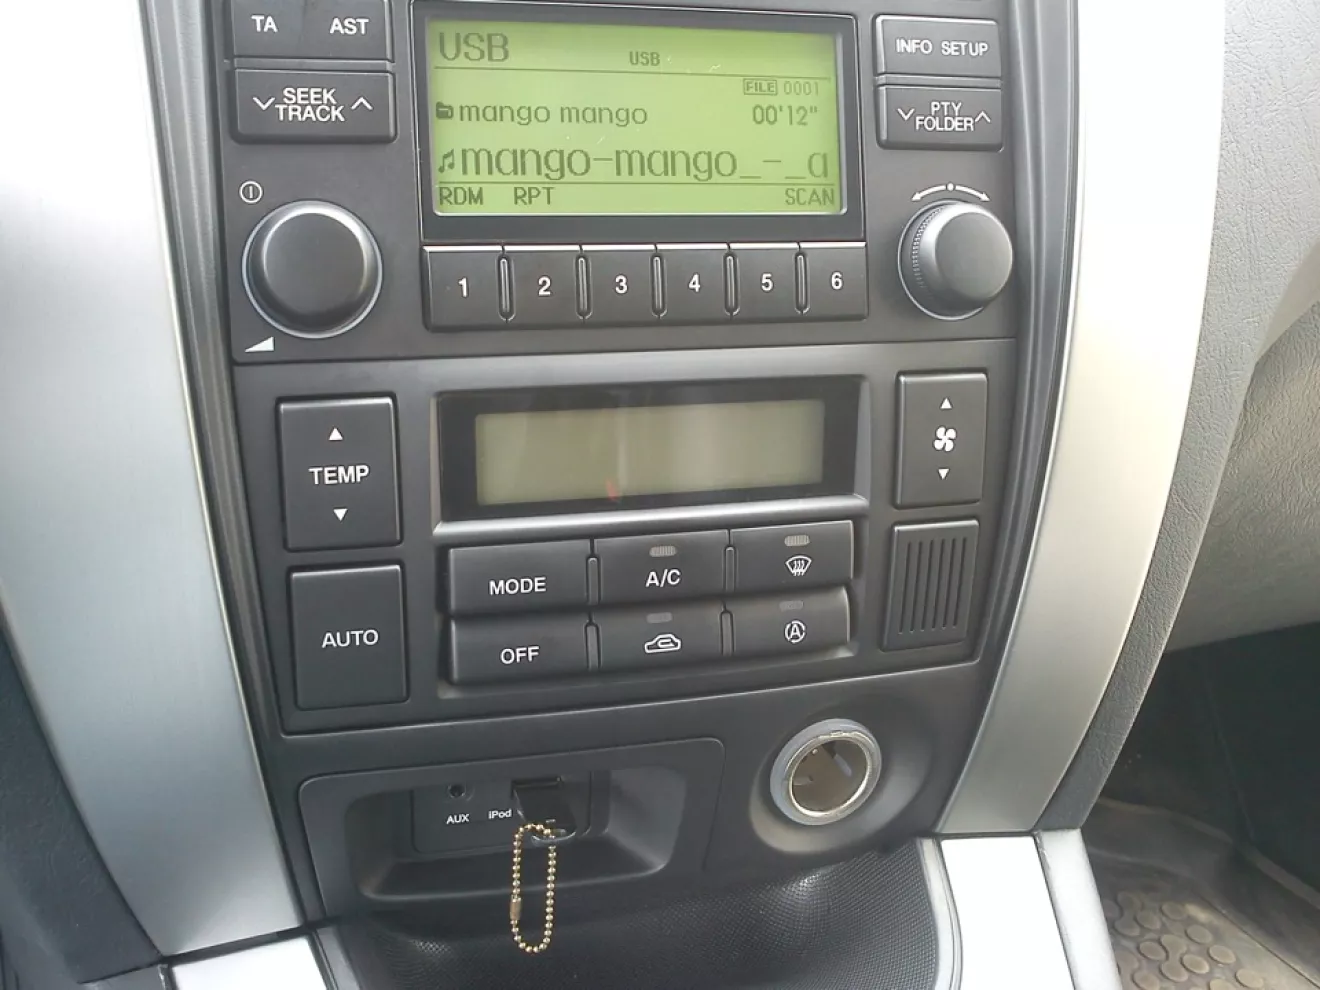 TA AST
USB USB
INFO SETUP
FILE 0001
SEEK
TRACK
mango mango 00'12"
PTY
FOLDER
mango-mango_-_a
RDM RPT SCAN
1 2 3 4 5 6
TEMP
MODE A/C
AUTO
OFF A
AUX iPod